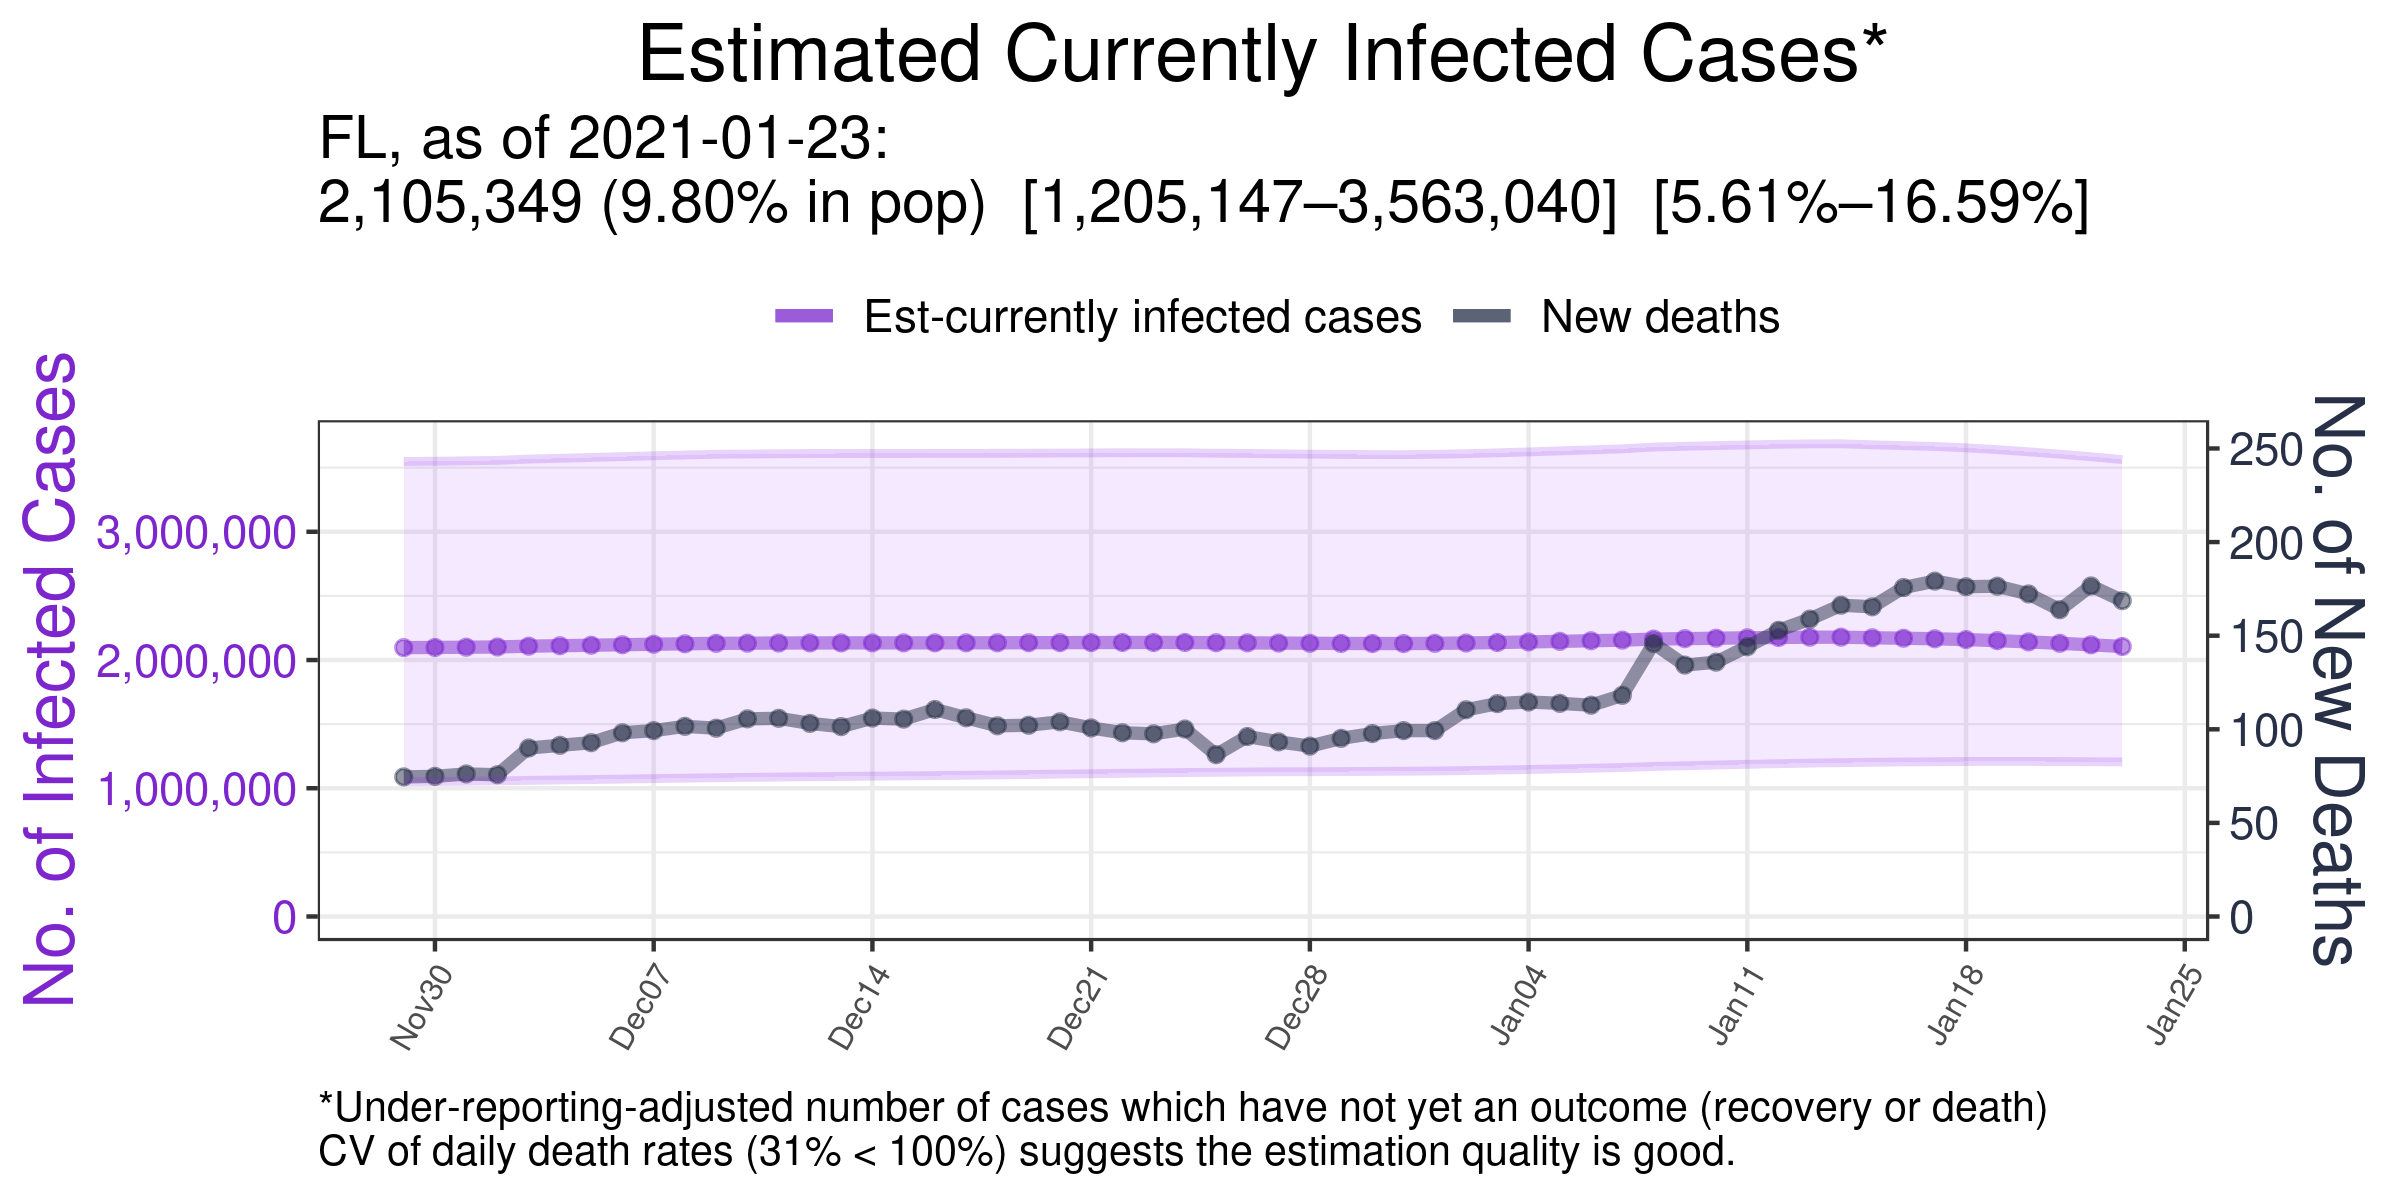 Estimated Currently Infected Cases*
FL, as of 2021-01-23:
2,105,349 (9.80% in pop) [1,205,147–3,563,040] [5.61%–16.59%]
Est-currently infected cases
New deaths
No. of Infected Cases
3,000,000
2,000,000
1,000,000
0
250
200
150
100
50
0
No. of New Deaths
Nov30
Dec07
Dec14
Dec21
Dec28
Jan04
Jan11
Jan18
Jan25
*Under-reporting-adjusted number of cases which have not yet an outcome (recovery or death)
CV of daily death rates (31% < 100%) suggests the estimation quality is good.